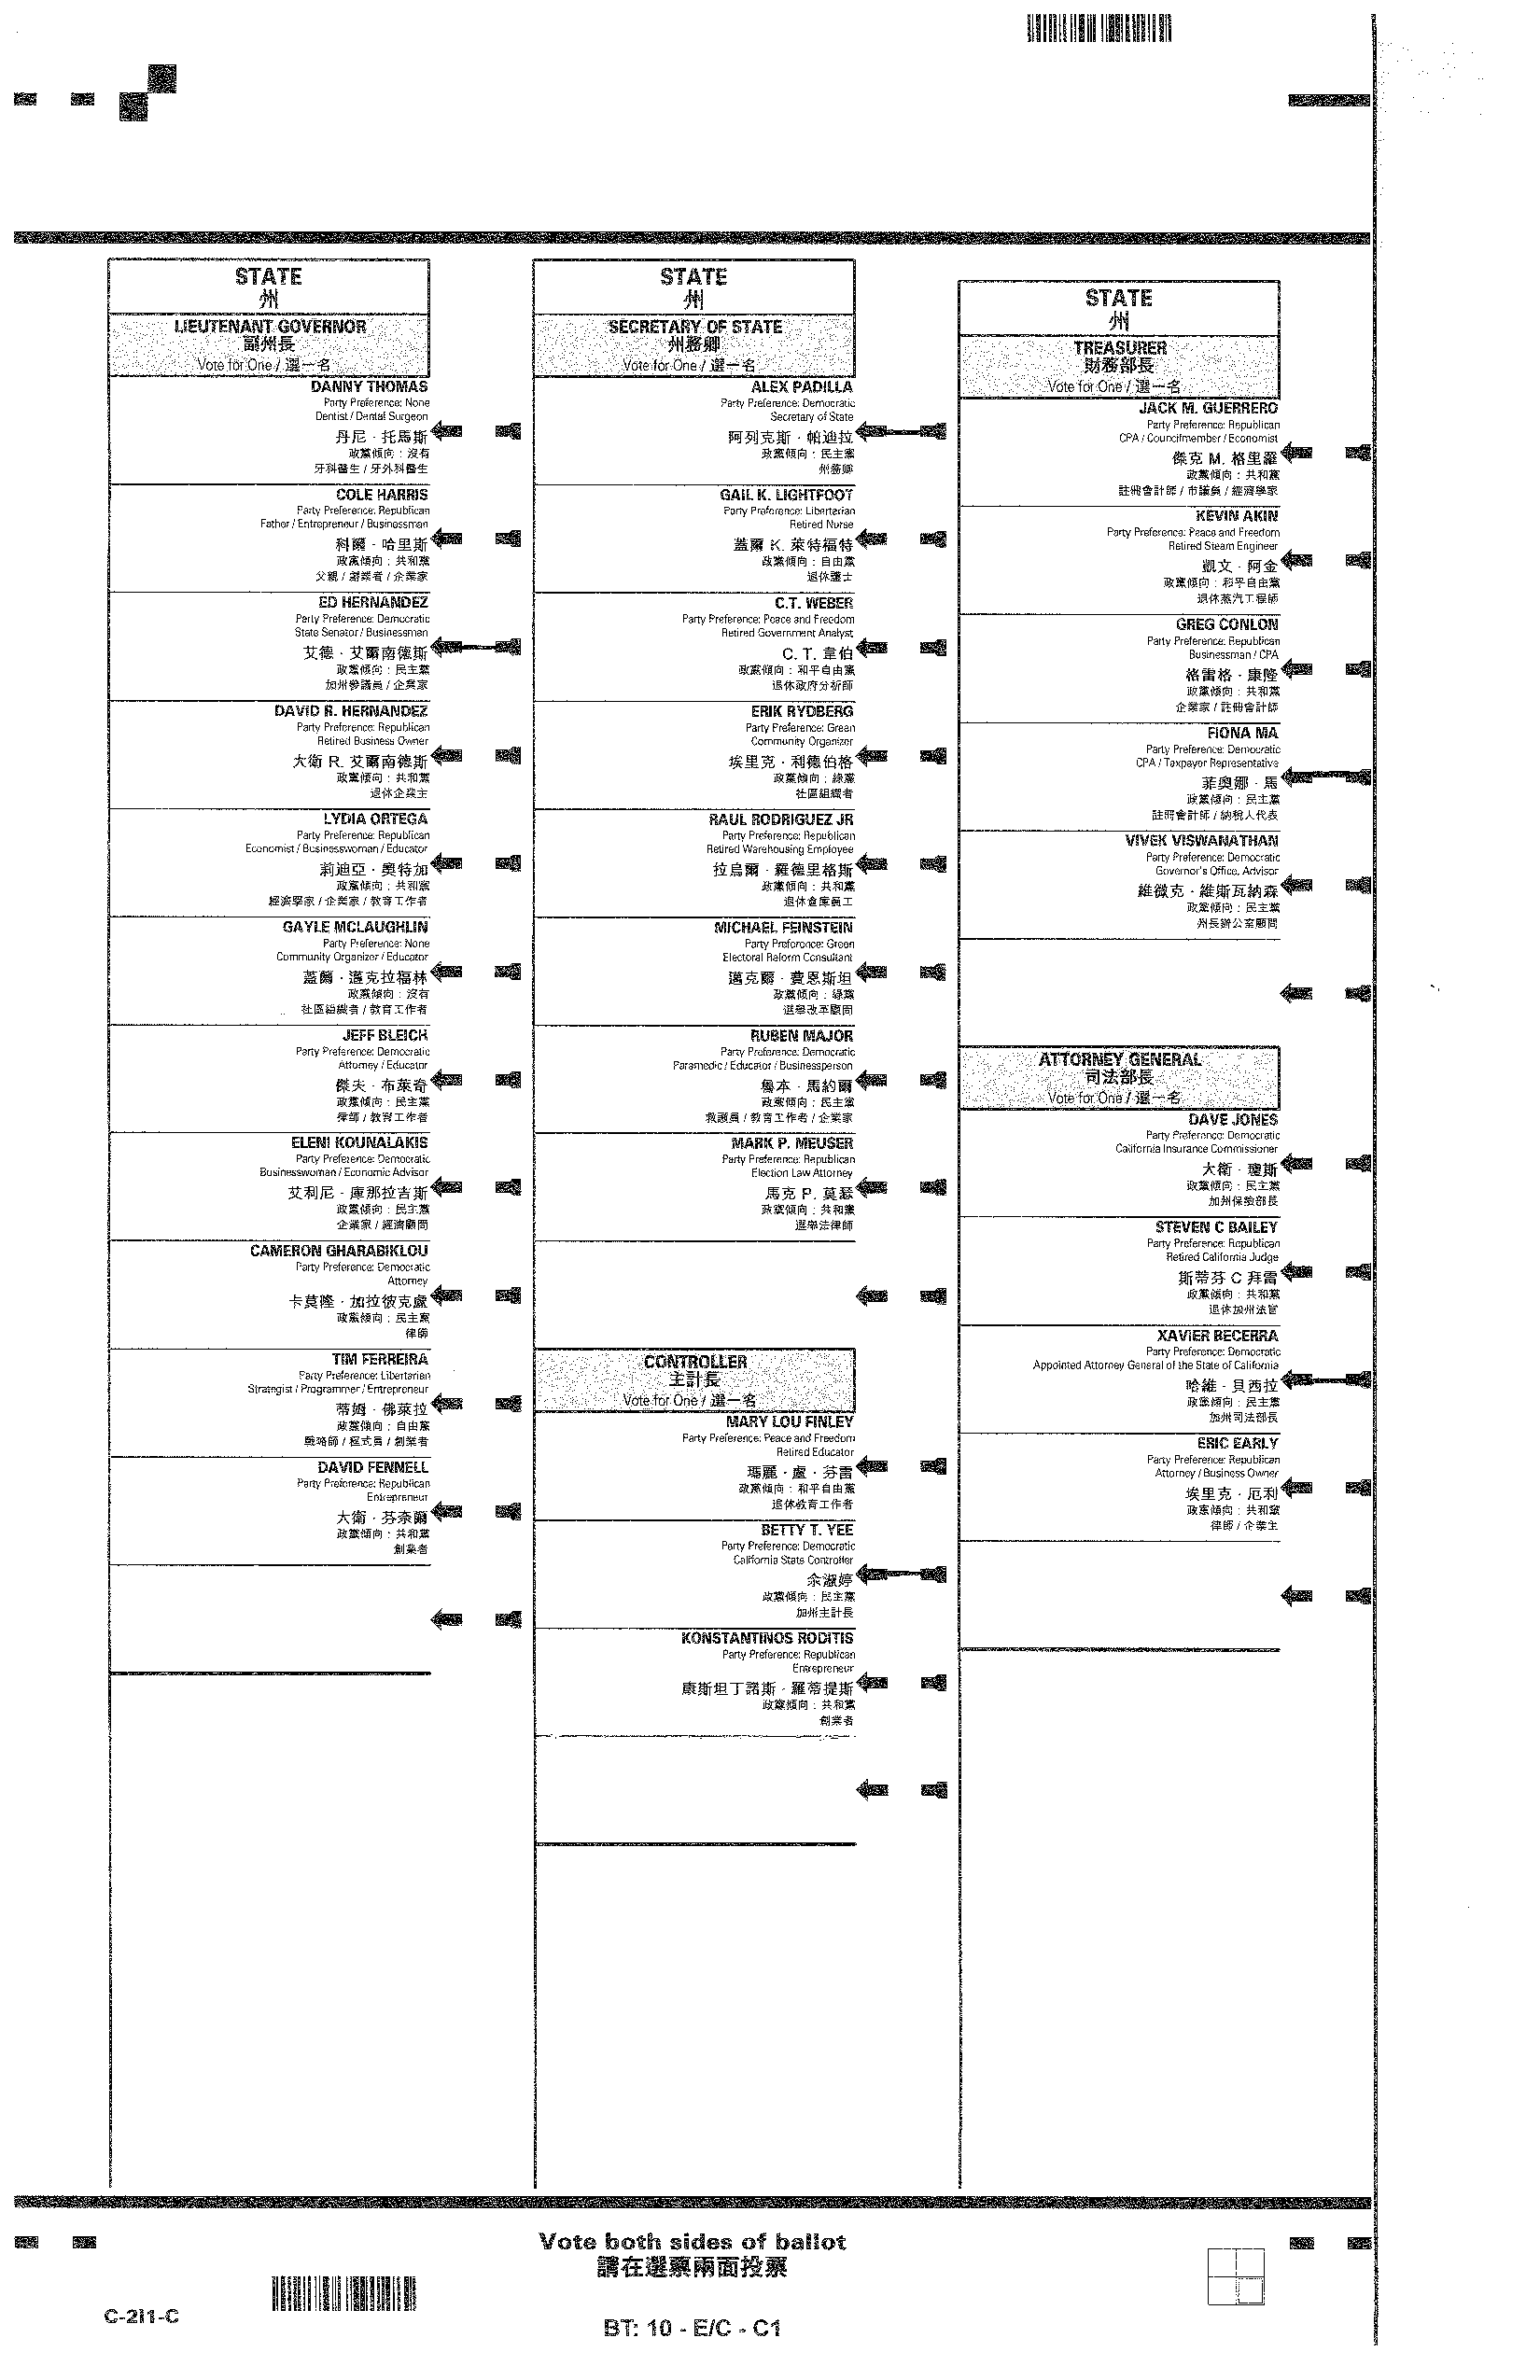 STATE
州
LIEUTENANT GOVERNOR
副州長
Vote for One / 選一名
DANNY THOMAS
Party Preference: None
Dentist / Dental Surgeon
丹尼·托馬斯
政黨傾向：沒有
牙科醫生 / 牙外科醫生
COLE HARRIS
Party Preference: Republican
Father / Entrepreneur / Businessman
科爾·哈里斯
政黨傾向：共和黨
父親 / 創業者 / 企業家
ED HERNANDEZ
Party Preference: Democratic
State Senator / Businessman
艾德·艾爾南德斯
政黨傾向：民主黨
加州參議員 / 企業家
DAVID R. HERNANDEZ
Party Preference: Republican
Retired Business Owner
大衛 R. 艾爾南德斯
政黨傾向：共和黨
退休企業主
LYDIA ORTEGA
Party Preference: Republican
Economist / Businesswoman / Educator
莉迪亞·奧特加
政黨傾向：共和黨
經濟學家 / 企業家 / 教育工作者
GAYLE MCLAUGHLIN
Party Preference: None
Community Organizer / Educator
蓋爾·邁克拉福林
政黨傾向：沒有
社區組織者 / 教育工作者
JEFF BLEICH
Party Preference: Democratic
Attorney / Educator
傑夫·布萊奇
政黨傾向：民主黨
律師 / 教育工作者
ELENI KOUNALAKIS
Party Preference: Democratic
Businesswoman / Economic Advisor
艾利尼·庫那拉吉斯
政黨傾向：民主黨
企業家 / 經濟顧問
CAMERON GHARABIKLOU
Party Preference: Democratic
Attorney
卡莫隆·加拉彼克盧
政黨傾向：民主黨
律師
TIM FERREIRA
Party Preference: Libertarian
Strategist / Programmer / Entrepreneur
蒂姆·佛萊拉
政黨傾向：自由黨
戰略師 / 程式員 / 創業者
DAVID FENNELL
Party Preference: Republican
Entrepreneur
大衛·芬奈爾
政黨傾向：共和黨
創業者
STATE
州
SECRETARY OF STATE
州務卿
Vote for One / 選一名
ALEX PADILLA
Party Preference: Democratic
Secretary of State
阿列克斯·帕迪拉
政黨傾向：民主黨
州務卿
GAIL K. LIGHTFOOT
Party Preference: Libertarian
Retired Nurse
蓋爾 K. 萊特福特
政黨傾向：自由黨
退休護士
C.T. WEBER
Party Preference: Peace and Freedom
Retired Government Analyst
C. T. 韋伯
政黨傾向：和平自由黨
退休政府分析師
ERIK RYDBERG
Party Preference: Green
Community Organizer
埃里克·利德伯格
政黨傾向：綠黨
社區組織者
RAUL RODRIGUEZ JR
Party Preference: Republican
Retired Warehousing Employee
拉烏爾·羅德里格斯
政黨傾向：共和黨
退休倉庫員工
MICHAEL FEINSTEIN
Party Preference: Green
Electoral Reform Consultant
邁克爾·費恩斯坦
政黨傾向：綠黨
選舉改革顧問
RUBEN MAJOR
Party Preference: Democratic
Paramedic / Educator / Businessperson
魯本·馬約爾
政黨傾向：民主黨
救護員 / 教育工作者 / 企業家
MARK P. MEUSER
Party Preference: Republican
Election Law Attorney
馬克 P. 莫瑟
政黨傾向：共和黨
選舉法律師
CONTROLLER
主計長
Vote for One / 選一名
MARY LOU FINLEY
Party Preference: Peace and Freedom
Retired Educator
瑪麗·盧·芬雷
政黨傾向：和平自由黨
退休教育工作者
BETTY T. YEE
Party Preference: Democratic
California State Controller
余淑婷
政黨傾向：民主黨
加州主計長
KONSTANTINOS RODITIS
Party Preference: Republican
Entrepreneur
康斯坦丁諾斯·羅蒂提斯
政黨傾向：共和黨
創業者
STATE
州
TREASURER
財務部長
Vote for One / 選一名
JACK M. GUERRERO
Party Preference: Republican
CPA / Councilmember / Economist
傑克 M. 格里羅
政黨傾向：共和黨
註冊會計師 / 市議員 / 經濟學家
KEVIN AKIN
Party Preference: Peace and Freedom
Retired Steam Engineer
凱文·阿金
政黨傾向：和平自由黨
退休蒸汽工程師
GREG CONLON
Party Preference: Republican
Businessman / CPA
格雷格·康隆
政黨傾向：共和黨
企業家 / 註冊會計師
FIONA MA
Party Preference: Democratic
CPA / Taxpayer Representative
菲奧娜·馬
政黨傾向：民主黨
註冊會計師 / 納稅人代表
VIVEK VISWANATHAN
Party Preference: Democratic
Governor's Office, Advisor
維微克·維斯瓦納森
政黨傾向：民主黨
州長辦公室顧問
ATTORNEY GENERAL
司法部長
Vote for One / 選一名
DAVE JONES
Party Preference: Democratic
California Insurance Commissioner
大衛·瓊斯
政黨傾向：民主黨
加州保險部長
STEVEN C BAILEY
Party Preference: Republican
Retired California Judge
斯蒂芬 C 拜雷
政黨傾向：共和黨
退休加州法官
XAVIER BECERRA
Party Preference: Democratic
Appointed Attorney General of the State of California
哈維·貝西拉
政黨傾向：民主黨
加州司法部長
ERIC EARLY
Party Preference: Republican
Attorney / Business Owner
埃里克·厄利
政黨傾向：共和黨
律師 / 企業主
Vote both sides of ballot
請在選票兩面投票
C-2I1-C
BT: 10 - E/C - C1